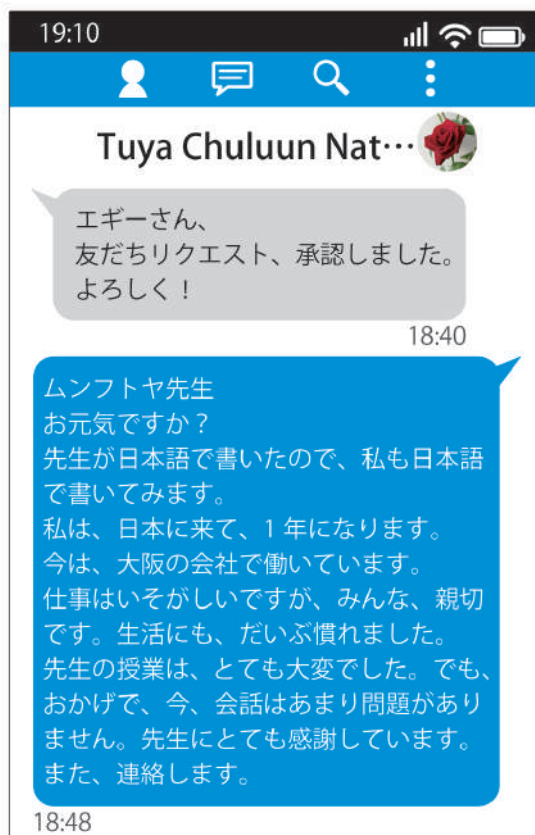 19:10
Tuya Chuluun Nat…
エギーさん、
友だちリクエスト、承認しました。
よろしく！
18:40
ムンフトヤ先生
お元気ですか？
先生が日本語で書いたので、私も日本語
で書いてみます。
私は、日本に来て、1 年になります。
今は、大阪の会社で働いています。
仕事はいそがしいですが、みんな、親切
です。生活にも、だいぶ慣れました。
先生の授業は、とても大変でした。でも、
おかげで、今、会話はあまり問題があり
ません。先生にとても感謝しています。
また、連絡します。
18:48